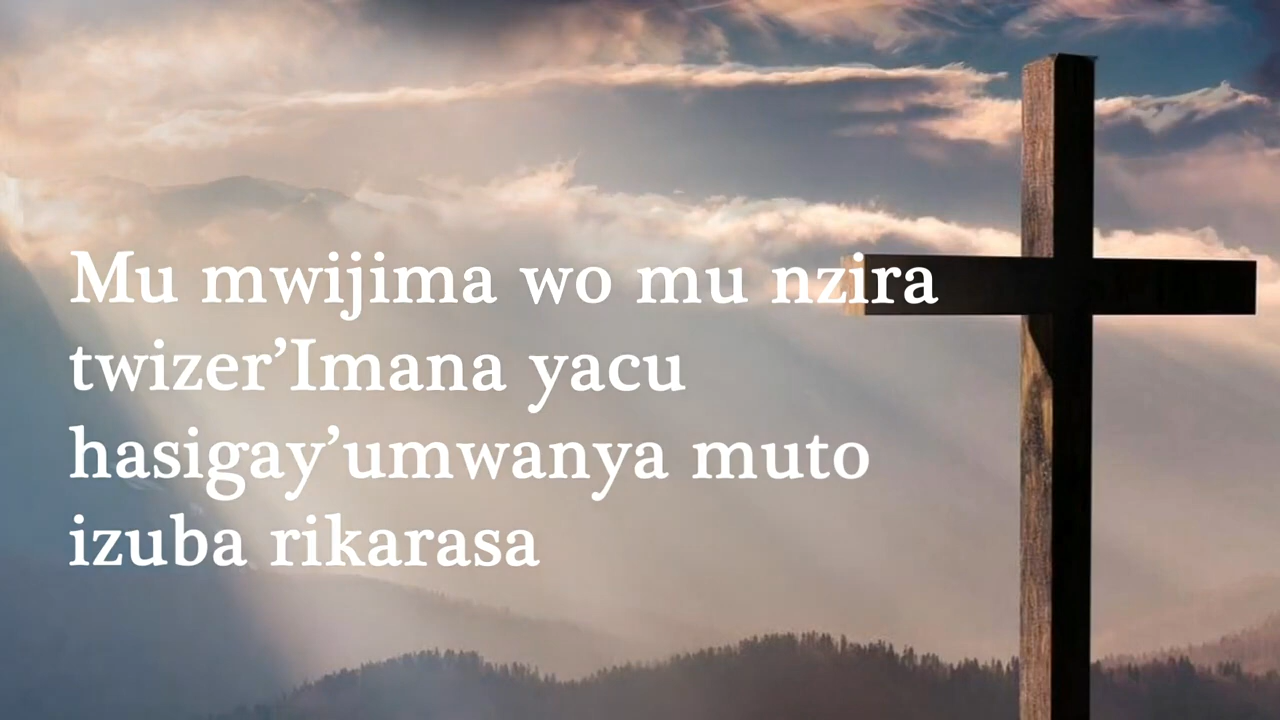 Mu mwijima wo mu nzira
twizer’Imana yacu
hasigay’umwanya muto
izuba rikarasa